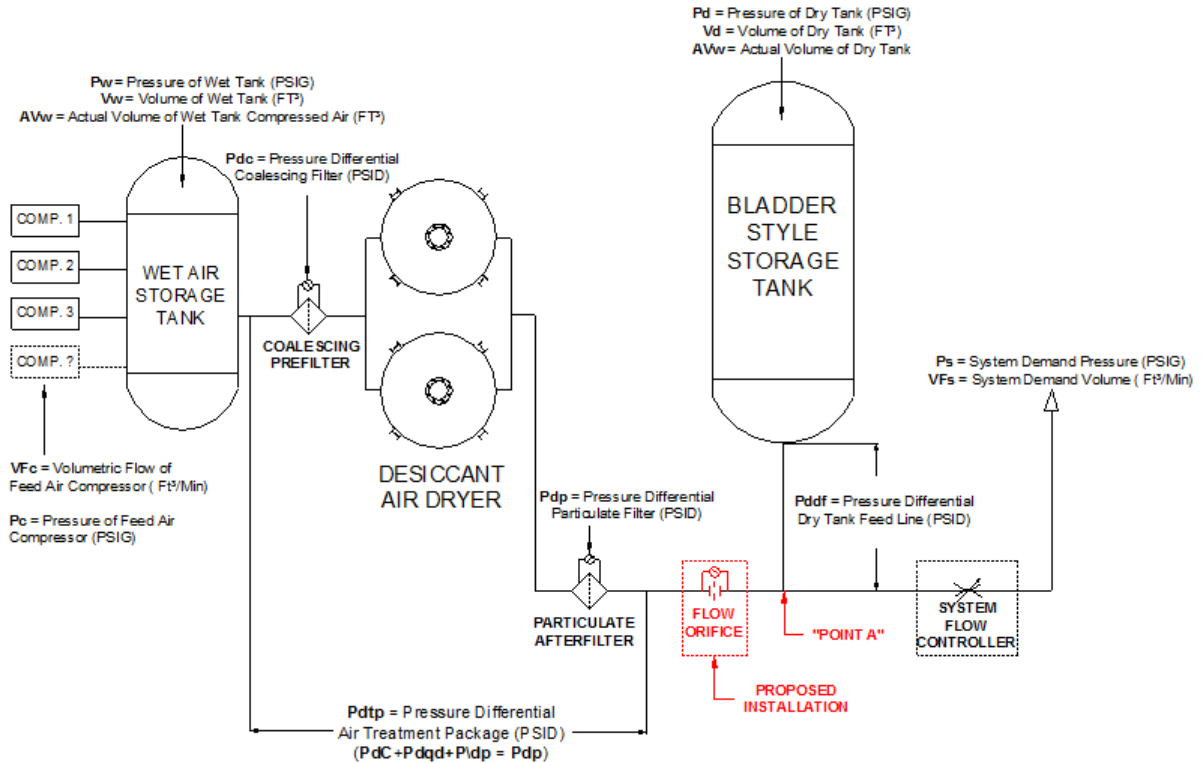 Pd = Pressure of Dry Tank (PSIG)
Vd = Volume of Dry Tank (FT³)
AVw = Actual Volume of Dry Tank
Pw = Pressure of Wet Tank (PSIG)
Vw = Volume of Wet Tank (FT³)
AVw = Actual Volume of Wet Tank Compressed Air (FT³)
Pdc = Pressure Differential
Coalescing Filter (PSID)
COMP. 1
COMP. 2
COMP. 3
COMP. ?
WET AIR
STORAGE
TANK
COALESCING
PREFILTER
BLADDER
STYLE
STORAGE
TANK
Ps = System Demand Pressure (PSIG)
VFs = System Demand Volume ( Ft³/Min)
VFc = Volumetric Flow of
Feed Air Compressor ( Ft³/Min)
Pc = Pressure of Feed Air
Compressor (PSIG)
DESICCANT
AIR DRYER
Pdp = Pressure Differential
Particulate Filter (PSID)
Pddf = Pressure Differential
Dry Tank Feed Line (PSID)
PARTICULATE
AFTERFILTER
FLOW
ORIFICE
"POINT A"
SYSTEM
FLOW
CONTROLLER
PROPOSED
INSTALLATION
Pdtp = Pressure Differential
Air Treatment Package (PSID)
(PdC+Pdqd+P\dp = Pdp)